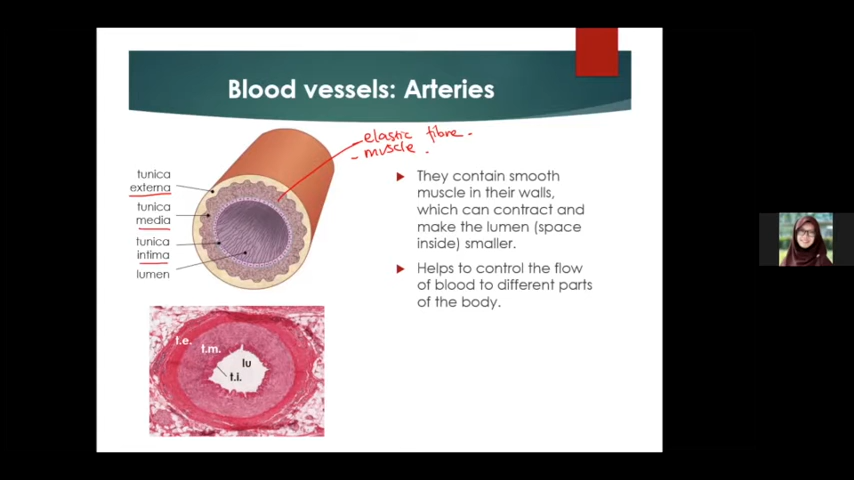 Blood vessels: Arteries
elastic fibre.
- muscle.
tunica
externa
tunica
media
tunica
intima
lumen
They contain smooth
muscle in their walls,
which can contract and
make the lumen (space
inside) smaller.
Helps to control the flow
of blood to different parts
of the body.
t.e.
t.m.
lu
t.i.